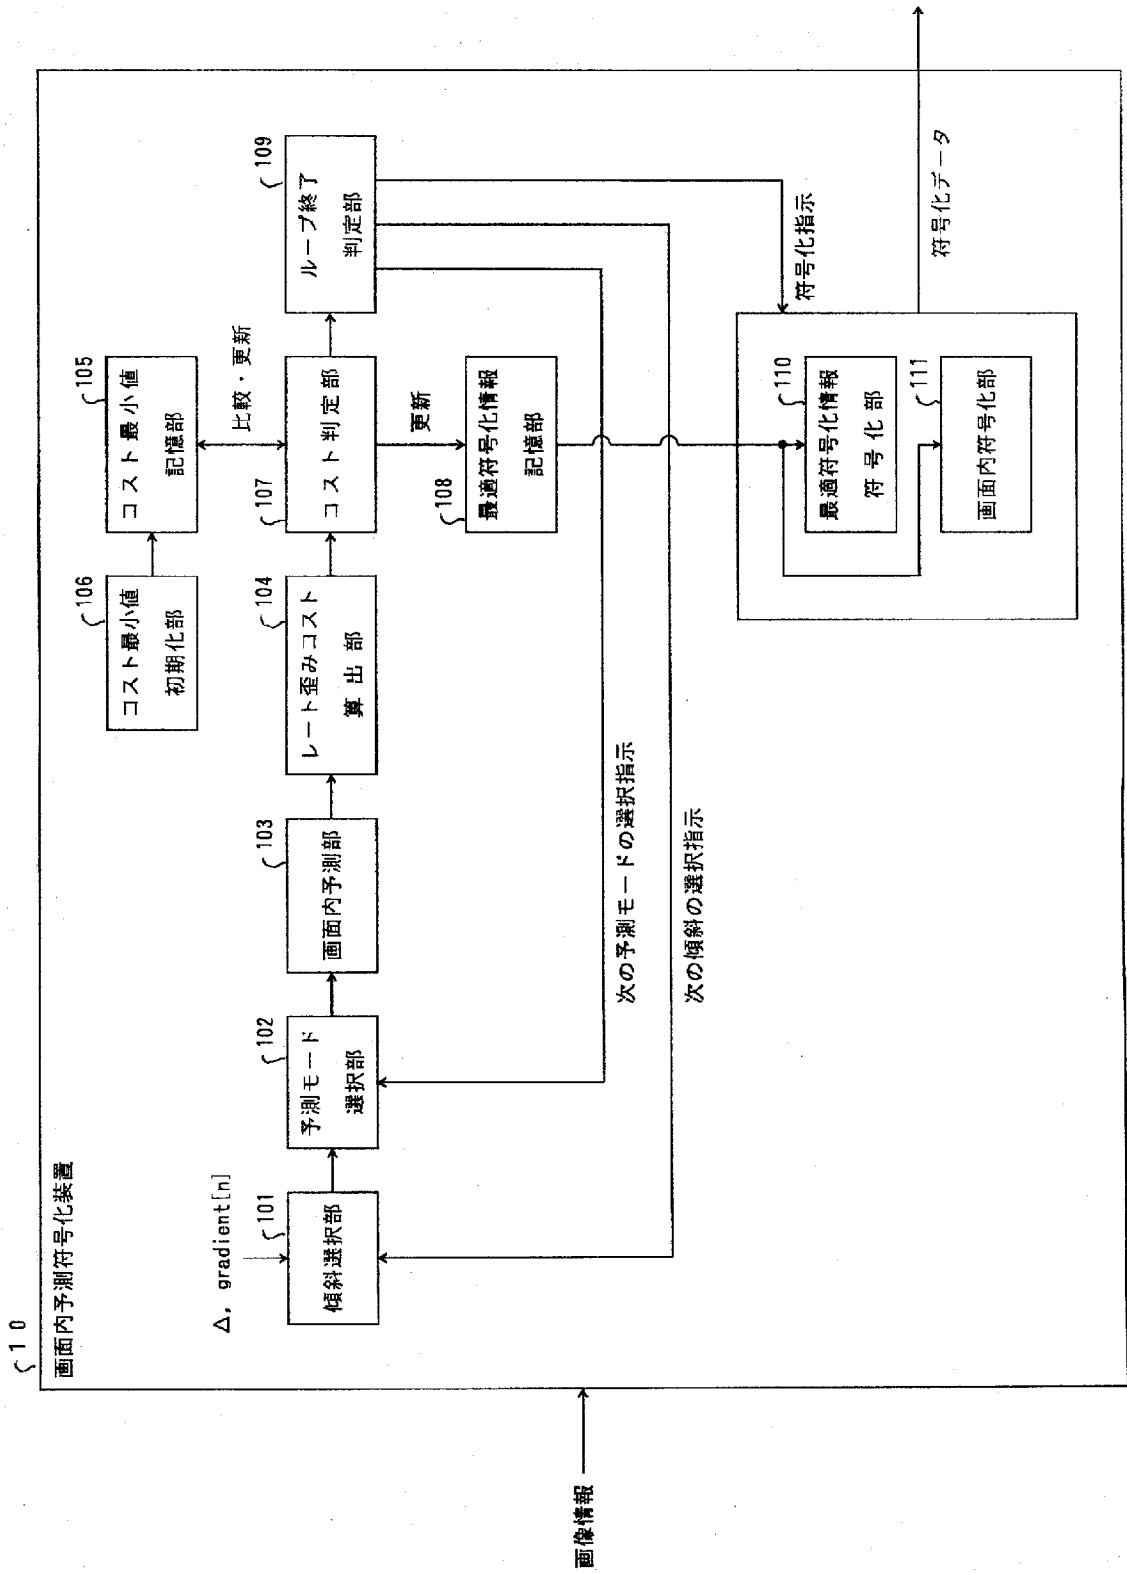 10
画面内予測符号化装置
画像情報
Δ, gradient[n]
101
傾斜選択部
102
予測モード
選択部
103
画面内予測部
104
レート歪みコスト
算出部
106
コスト最小値
初期化部
105
コスト最小値
記憶部
比較・更新
107
コスト判定部
更新
108
最適符号化情報
記憶部
109
ループ終了
判定部
次の予測モードの選択指示
次の傾斜の選択指示
符号化指示
110
最適符号化情報
符号化部
111
画面内符号化部
符号化データ